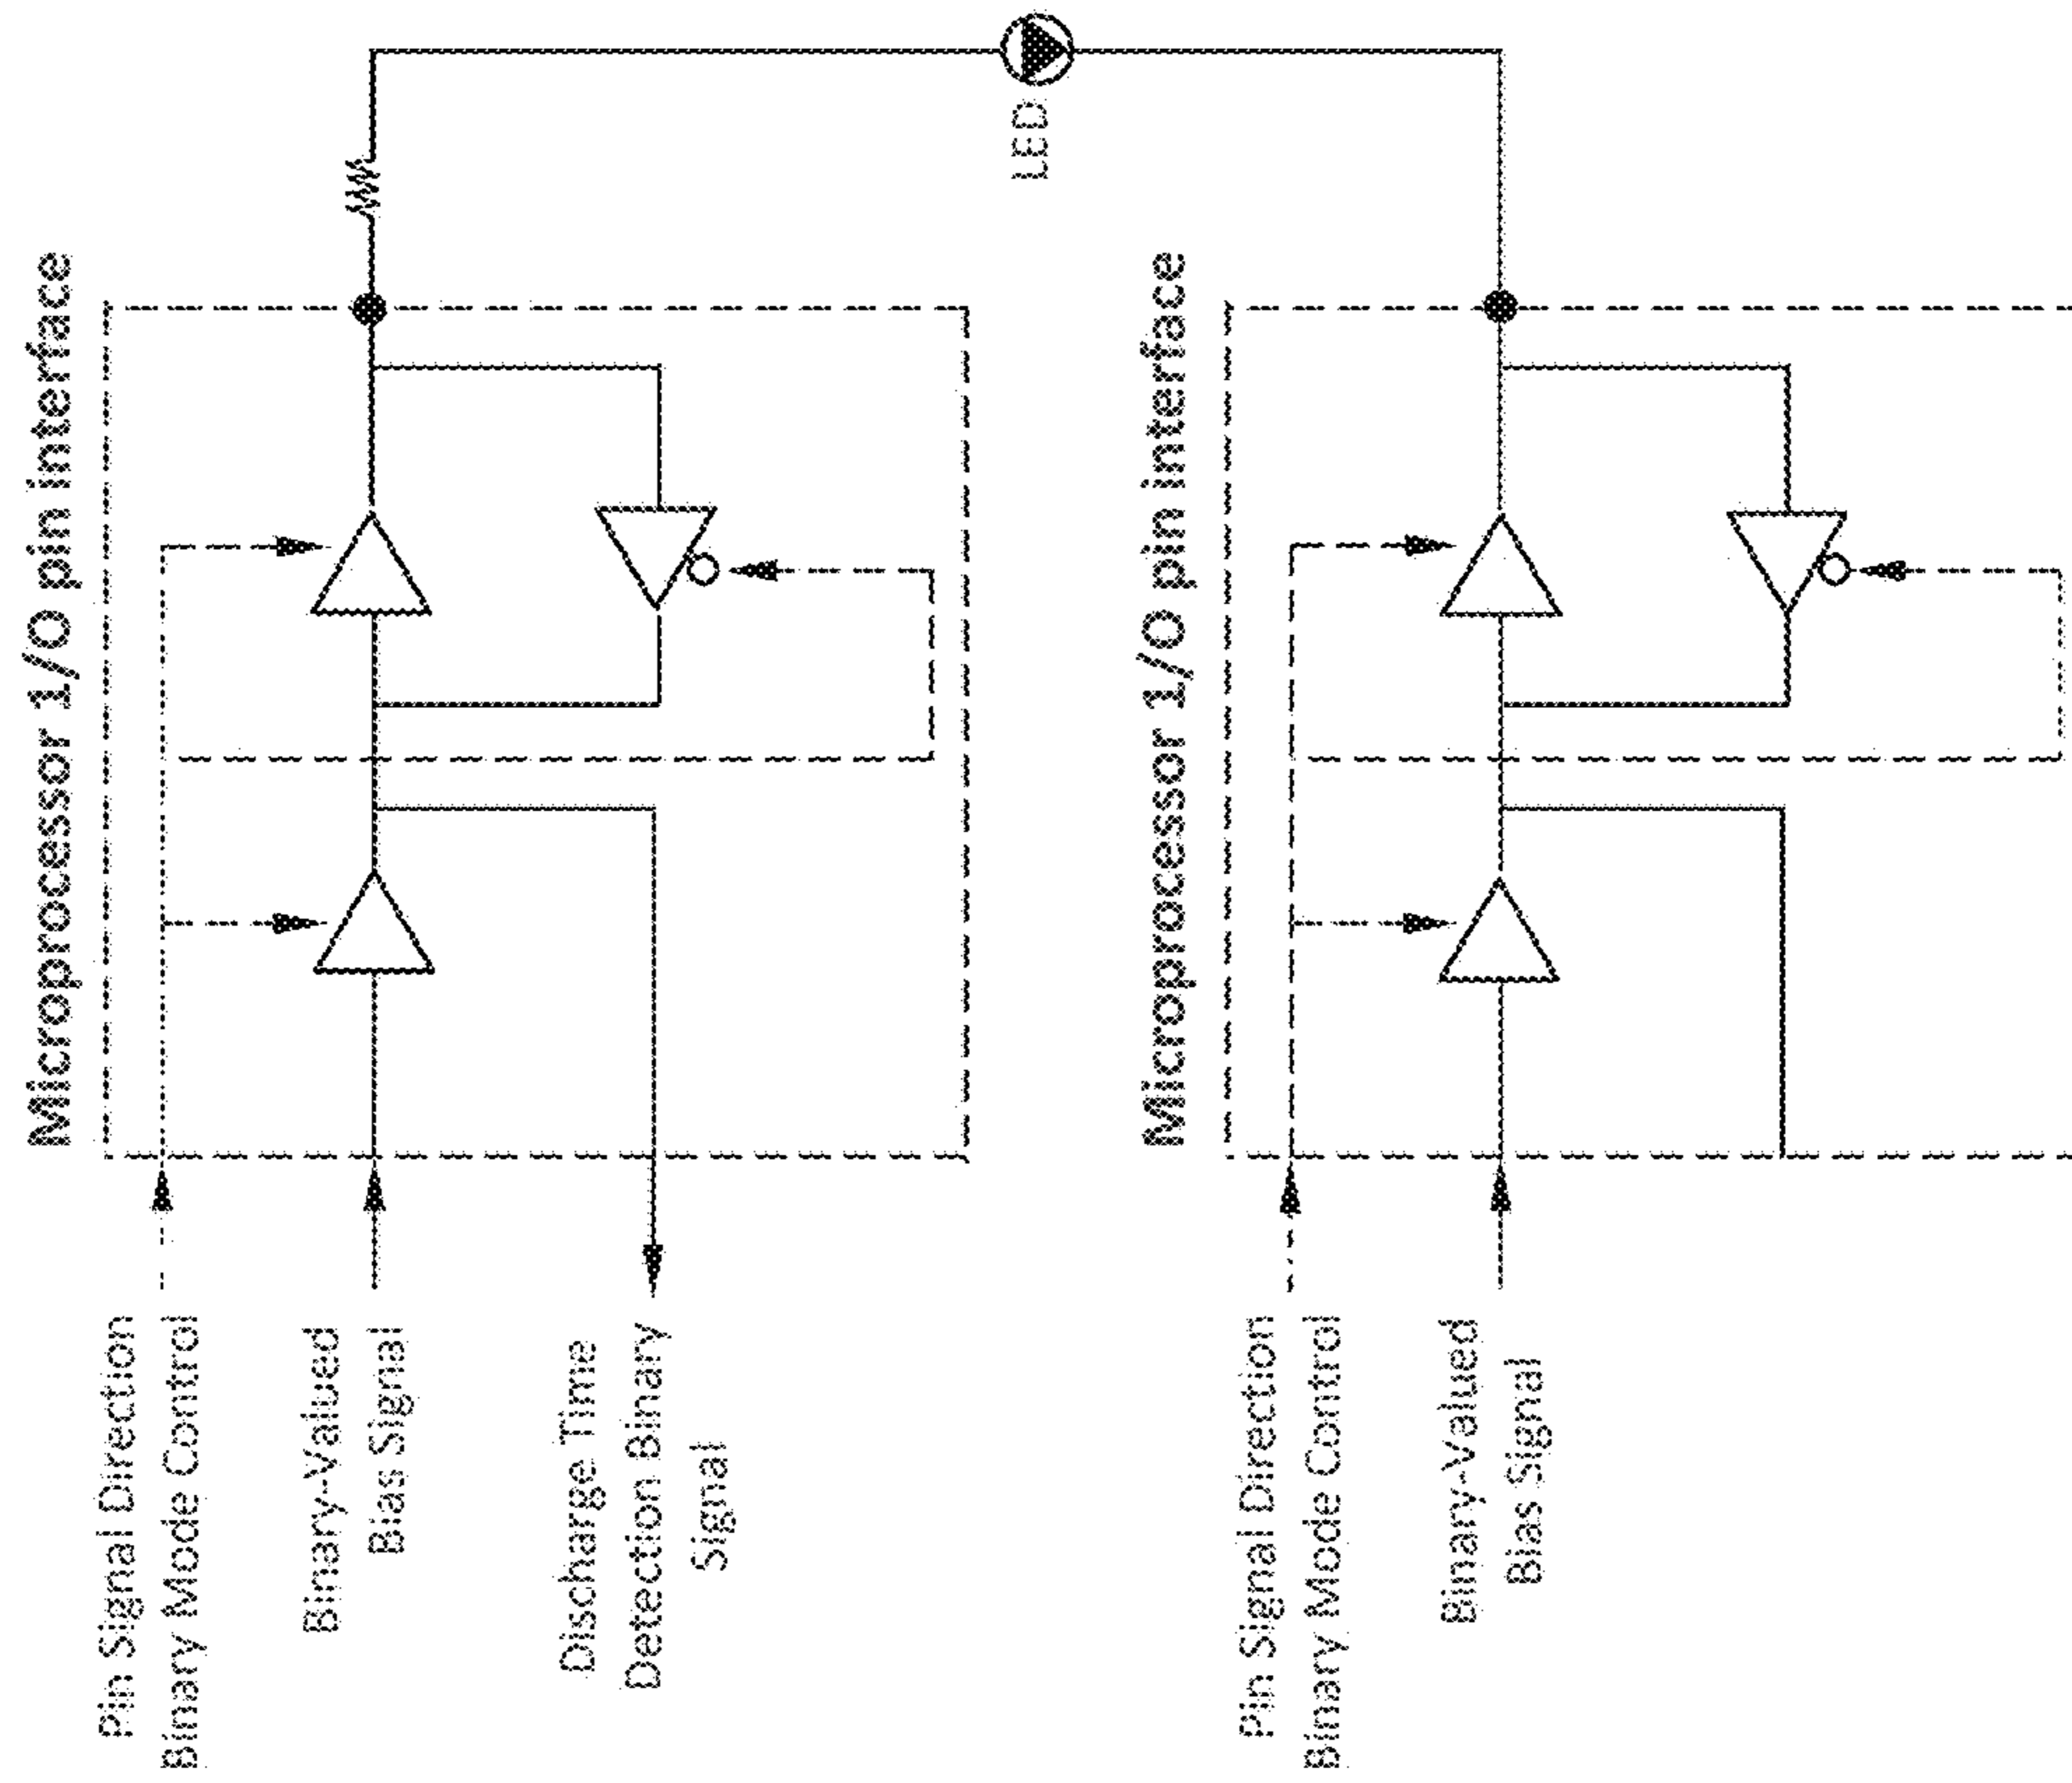 Microprocessor 1/O pin interface
Pin Signal Direction
Binary Mode Control
Binary-Valued
Bias Signal
Discharge Time
Detection Binary
Signal
LED
Microprocessor 1/O pin interface
Pin Signal Direction
Binary Mode Control
Binary-Valued
Bias Signal